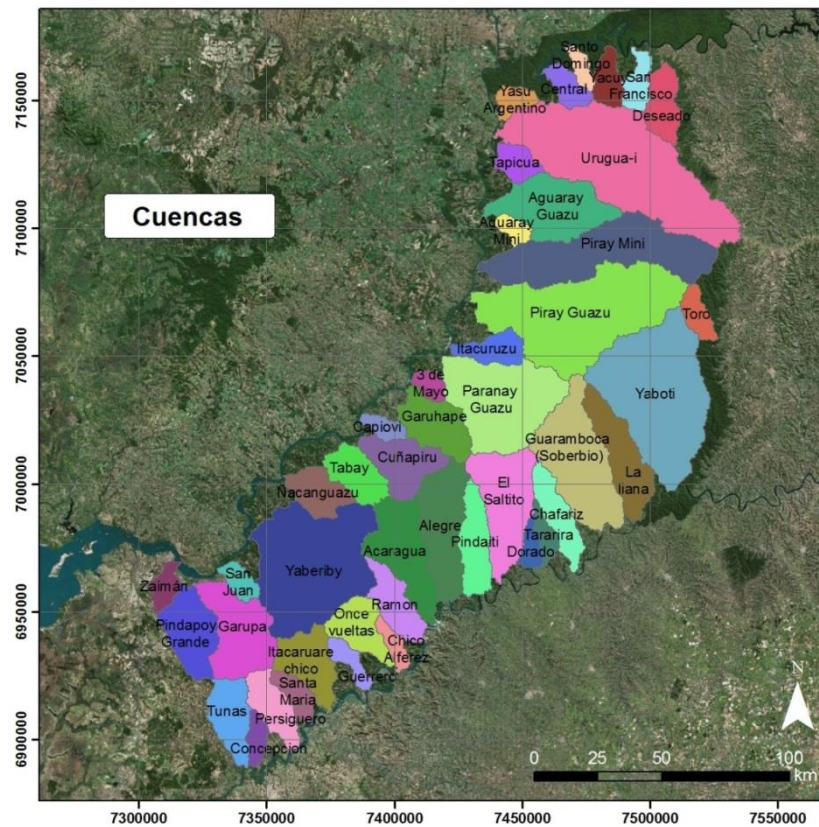 Cuencas
Santo
Domingo
Yacuy
San
Francisco
Central
Yasu
Argentino
Deseado
Urugua-i
Tapicua
Aguaray
Guazu
Aguaray
Mini
Piray Mini
Piray Guazu
Toro
Itacuruzu
3 de
Mayo
Paranay
Guazu
Yaboti
Garuhape
Capiovi
Guaramboca
(Soberbio)
Cuñapiru
Tabay
La
liana
El
Saltito
Ñacanguazu
Chafariz
Alegre
Tararira
Pindaiti
Dorado
Acaragua
Yaberiby
San
Juan
Zaimán
Ramon
Once
vueltas
Pindapoy
Grande
Garupa
Chico
Alferez
Itacaruare
chico
Guerrero
Santa
Maria
Tunas
Persiguero
Concepcion
N
0 25 50 100
km
7150000
7100000
7050000
7000000
6950000
6900000
7300000 7350000 7400000 7450000 7500000 7550000